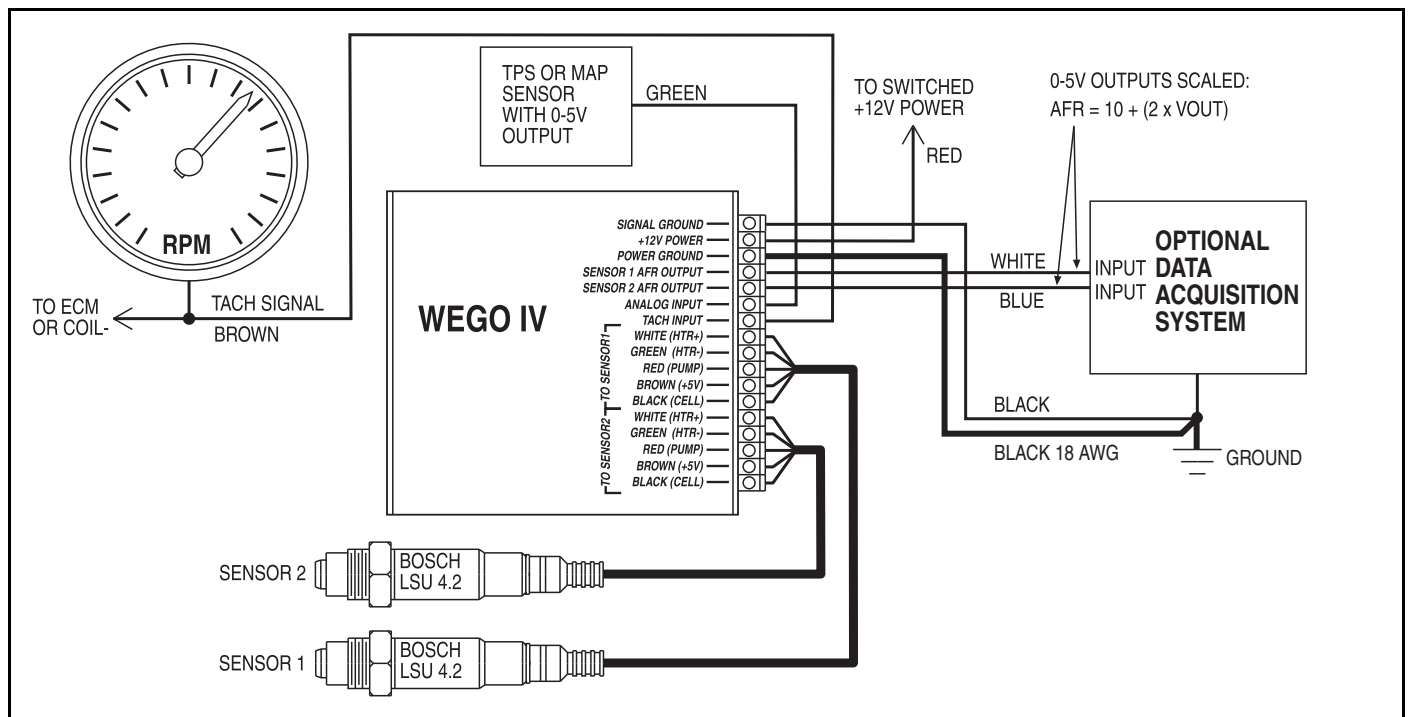 TPS OR MAP
SENSOR
WITH 0-5V
OUTPUT
GREEN
TO SWITCHED
+12V POWER
RED
0-5V OUTPUTS SCALED:
AFR = 10 + (2 x VOUT)
RPM
TO ECM
OR COIL-
TACH SIGNAL
BROWN
WEGO IV
SIGNAL GROUND
+12V POWER
POWER GROUND
SENSOR 1 AFR OUTPUT
SENSOR 2 AFR OUTPUT
ANALOG INPUT
TACH INPUT
TO SENSOR1
WHITE (HTR+)
GREEN (HTR-)
RED (PUMP)
BROWN (+5V)
BLACK (CELL)
TO SENSOR2
WHITE (HTR+)
GREEN (HTR-)
RED (PUMP)
BROWN (+5V)
BLACK (CELL)
WHITE
BLUE
INPUT
INPUT
OPTIONAL
DATA
ACQUISITION
SYSTEM
BLACK
BLACK 18 AWG
GROUND
SENSOR 2
BOSCH
LSU 4.2
SENSOR 1
BOSCH
LSU 4.2